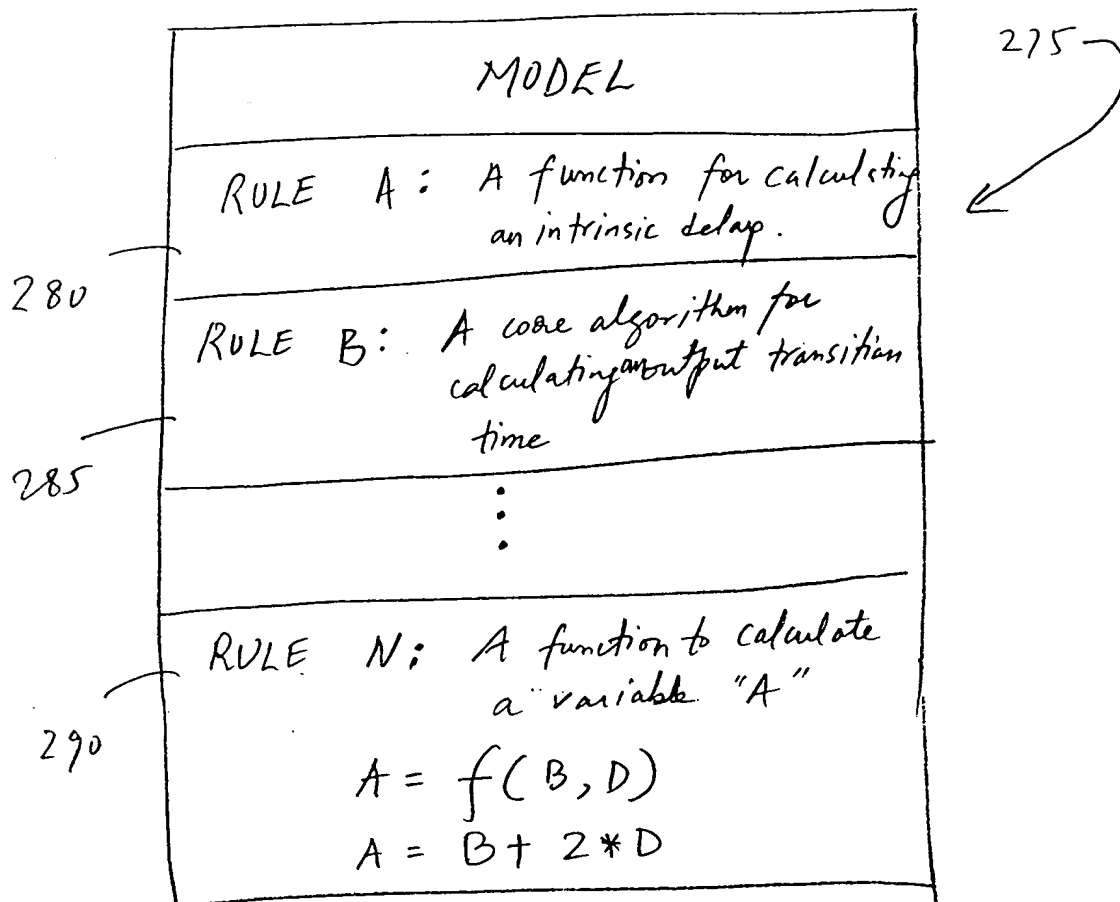 MODEL
275
RULE A: A function for calculating
an intrinsic delay.
280
RULE B: A core algorithm for
calculating an output transition
time
285
RULE N: A function to calculate
a variable "A"
290
A = f(B, D)
A = B + 2 * D